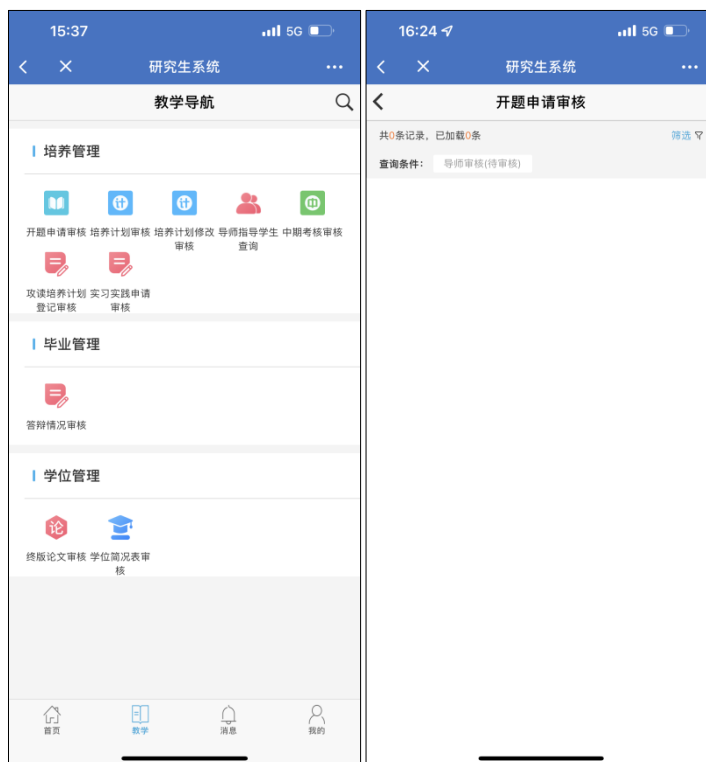 15:37
5G
研究生系统
教学导航
培养管理
开题申请审核 培养计划审核 培养计划修改 导师指导学生 中期考核审核
审核 查询
攻读培养计划 实习实践申请
登记审核 审核
毕业管理
答辩情况审核
学位管理
论
终版论文审核 学位简况表审
核
首页 教学 消息 我的
16:24
5G
研究生系统
开题申请审核
共0条记录，已加载0条 筛选
查询条件： 导师审核(待审核)